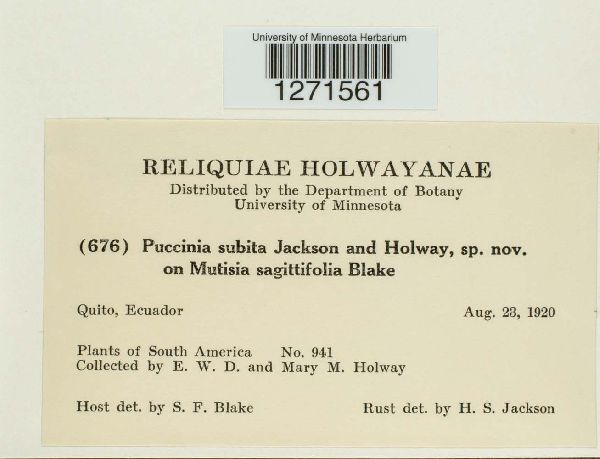 University of Minnesota Herbarium
1271561
RELIQUIAE HOLWAYANAE
Distributed by the Department of Botany
University of Minnesota
(676) Puccinia subita Jackson and Holway, sp. nov.
on Mutisia sagittifolia Blake
Quito, Ecuador Aug. 23, 1920
Plants of South America No. 941
Collected by E. W. D. and Mary M. Holway
Host det. by S. F. Blake Rust det. by H. S. Jackson